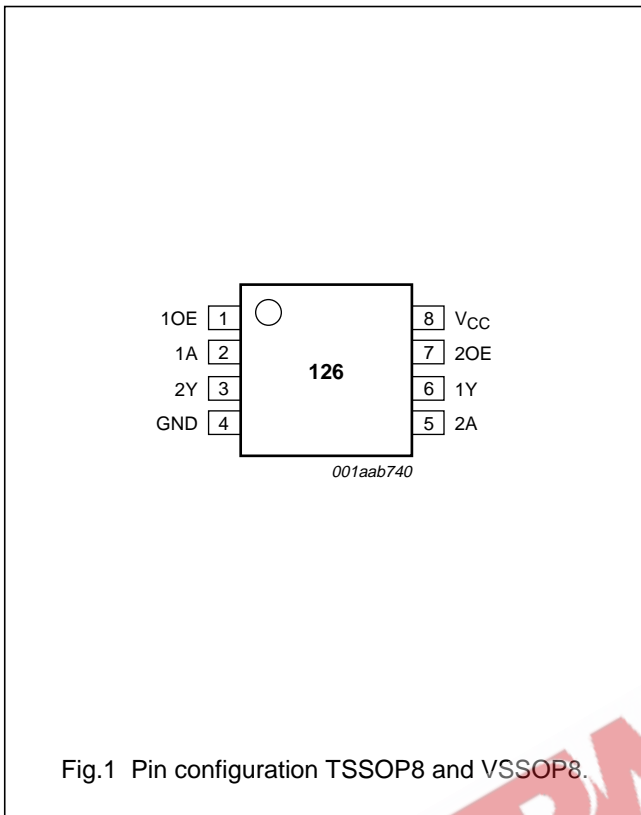 1OE 1 8 VCC
1A 2 7 2OE
126
2Y 3 6 1Y
GND 4 5 2A
001aab740
Fig.1 Pin configuration TSSOP8 and VSSOP8.